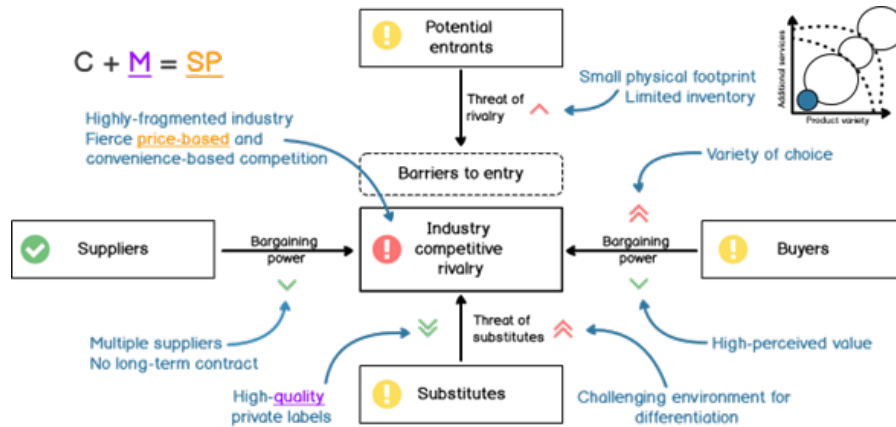 C + M = SP
Potential
entrants
Additional services
Product variety
Threat of
rivalry
Small physical footprint
Limited inventory
Highly-fragmented industry
Fierce price-based and
convenience-based competition
Barriers to entry
Variety of choice
Suppliers
Bargaining
power
Industry
competitive
rivalry
Bargaining
power
Buyers
Multiple suppliers
No long-term contract
Threat of
substitutes
High-perceived value
High-quality
private labels
Substitutes
Challenging environment for
differentiation